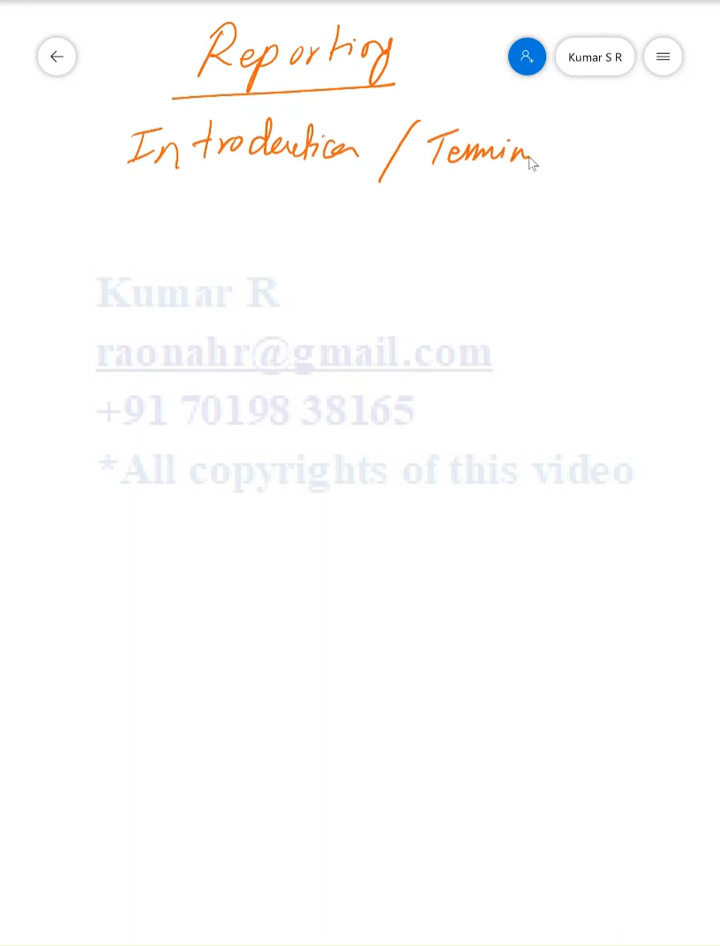 Reporting
Kumar S R
Introduction / Termin
Kumar R
raonahr@gmail.com
+91 70198 38165
*All copyrights of this video